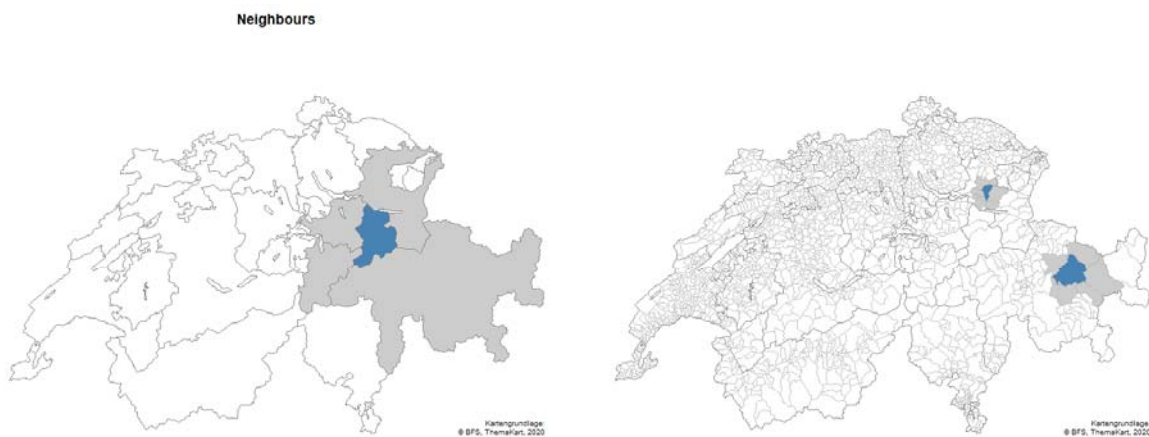 Neighbours
Kartengrundlage:
© BFS, ThemaKart, 2020
Kartengrundlage:
© BFS, ThemaKart, 2020